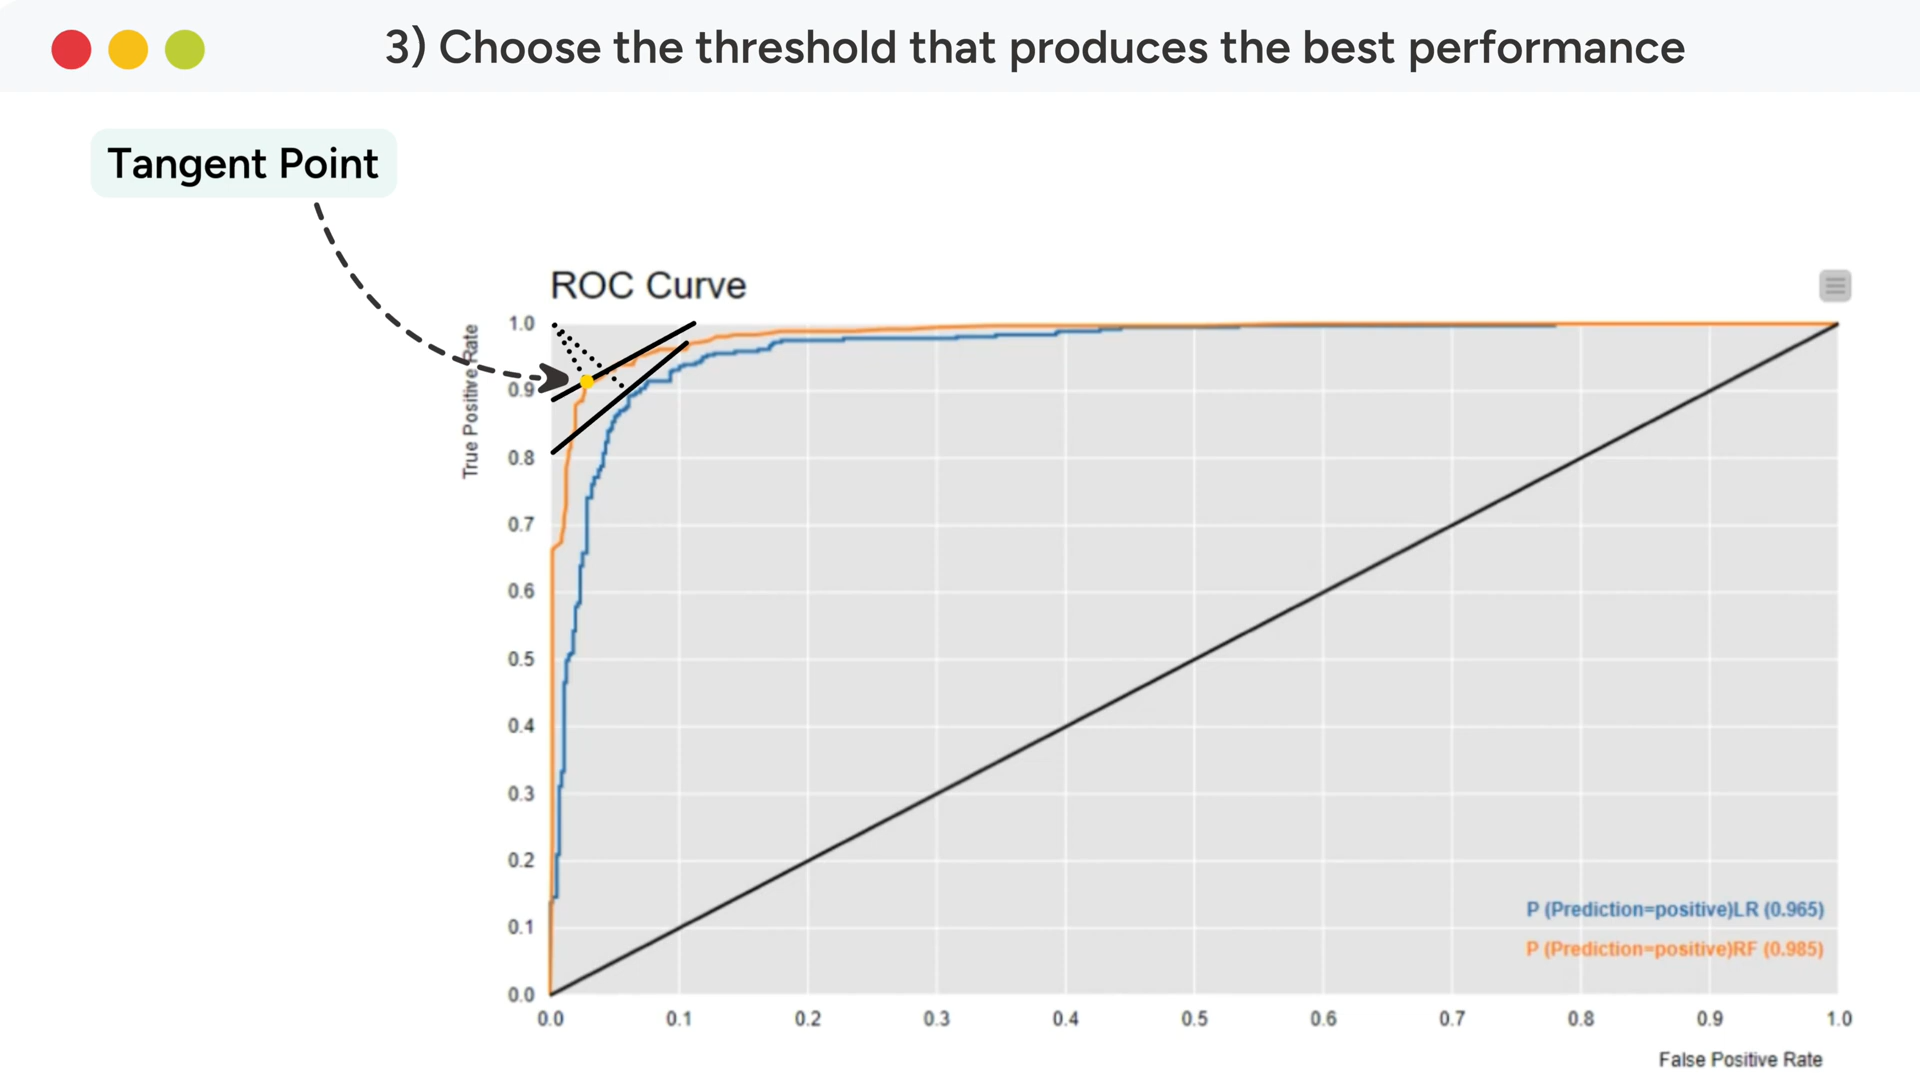 3) Choose the threshold that produces the best performance
Tangent Point
ROC Curve
True Positive Rate
1.0
0.9
0.8
0.7
0.6
0.5
0.4
0.3
0.2
0.1
0.0
P (Prediction=positive)LR (0.965)
P (Prediction=positive)RF (0.985)
0.0 0.1 0.2 0.3 0.4 0.5 0.6 0.7 0.8 0.9 1.0
False Positive Rate